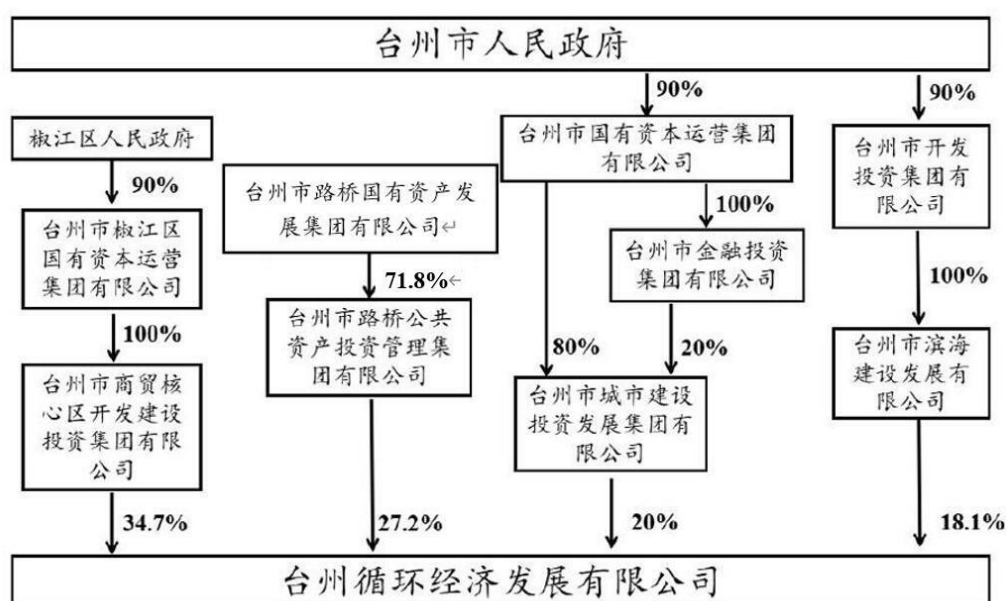 台州市人民政府
90%
90%
椒江区人民政府
台州市国有资本运营集团
有限公司
台州市开发
投资集团有
限公司
90%
台州市路桥国有资产发
展集团有限公司↵
100%
台州市椒江区
国有资本运营
集团有限公司
台州市金融投资
集团有限公司
71.8%←
100%
100%
台州市路桥公共
资产投资管理集
团有限公司
80%
20%
台州市滨海
建设发展有
限公司
台州市商贸核
心区开发建设
投资集团有限
公司
台州市城市建设
投资发展集团有
限公司
34.7%
27.2%
20%
18.1%
台州循环经济发展有限公司